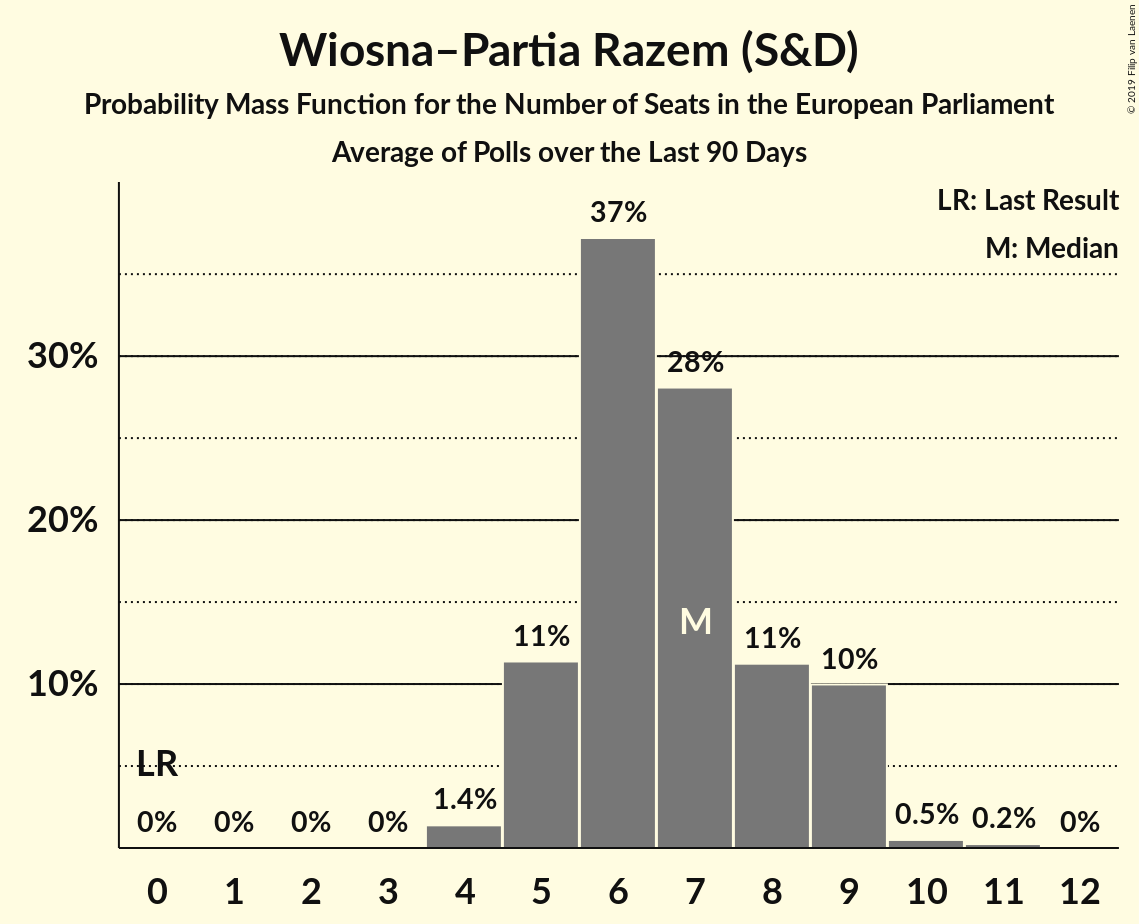 Wiosna–Partia Razem (S&D)
Probability Mass Function for the Number of Seats in the European Parliament
Average of Polls over the Last 90 Days
© 2019 Filip van Laenen
LR: Last Result
M: Median
37%
30%
28%
20%
M
11%
11%
10%
10%
LR
1.4%
0%
0%
0%
0%
0.5%
0.2%
0%
0 1 2 3 4 5 6 7 8 9 10 11 12